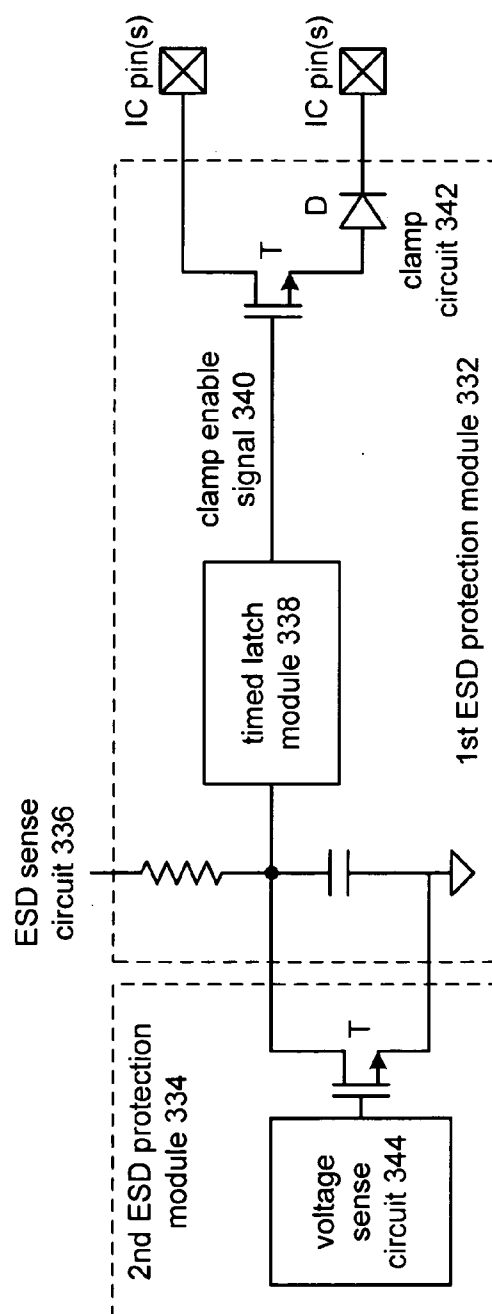 2nd ESD protection
module 334
voltage
sense
circuit 344
T
ESD sense
circuit 336
timed latch
module 338
clamp enable
signal 340
T
D
clamp
circuit 342
1st ESD protection module 332
IC pin(s)
IC pin(s)